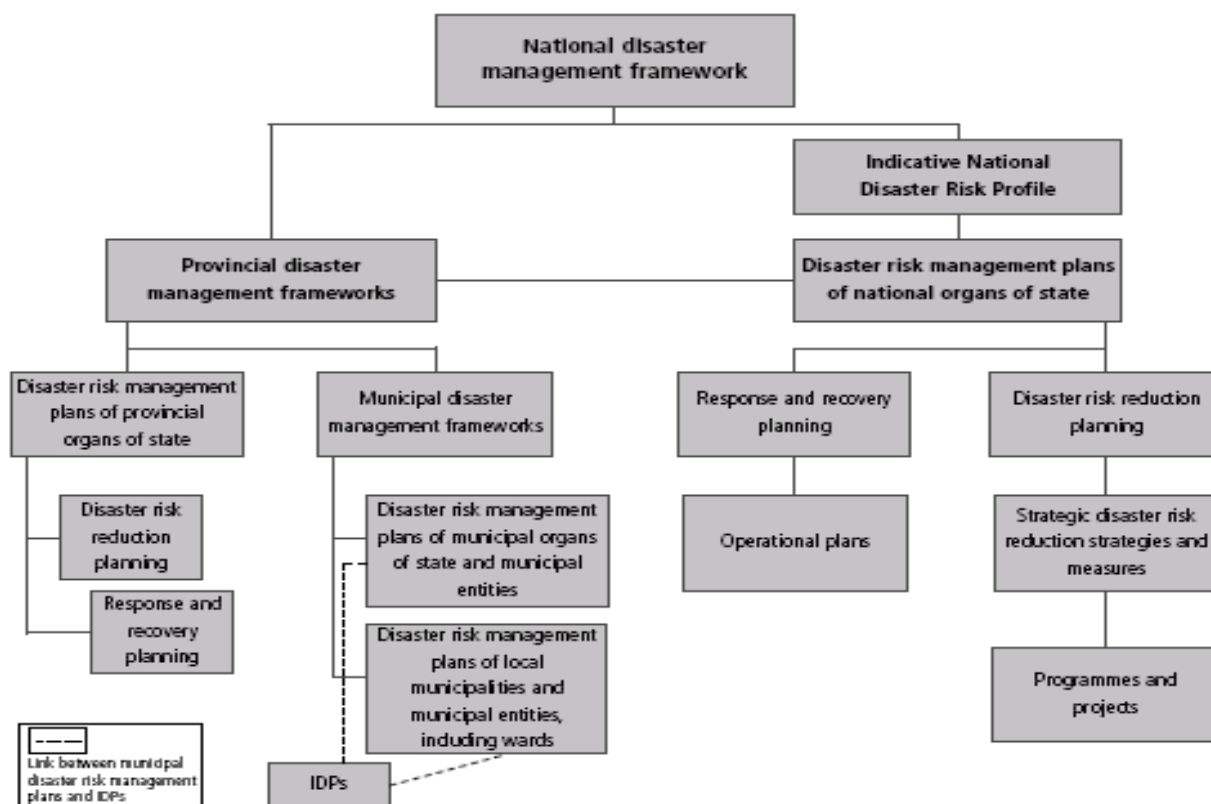 National disaster
management framework
Indicative National
Disaster Risk Profile
Provincial disaster
management frameworks
Disaster risk management plans
of national organs of state
Disaster risk management
plans of provincial
organs of state
Municipal disaster
management frameworks
Response and recovery
planning
Disaster risk reduction
planning
Disaster risk
reduction
planning
Disaster risk management
plans of municipal organs
of state and municipal
entities
Operational plans
Strategic disaster risk
reduction strategies and
measures
Response and
recovery
planning
Disaster risk management
plans of local
municipalities and
municipal entities,
including wards
Programmes and
projects
IDPs
Link between municipal
disaster risk management
plans and IDPs